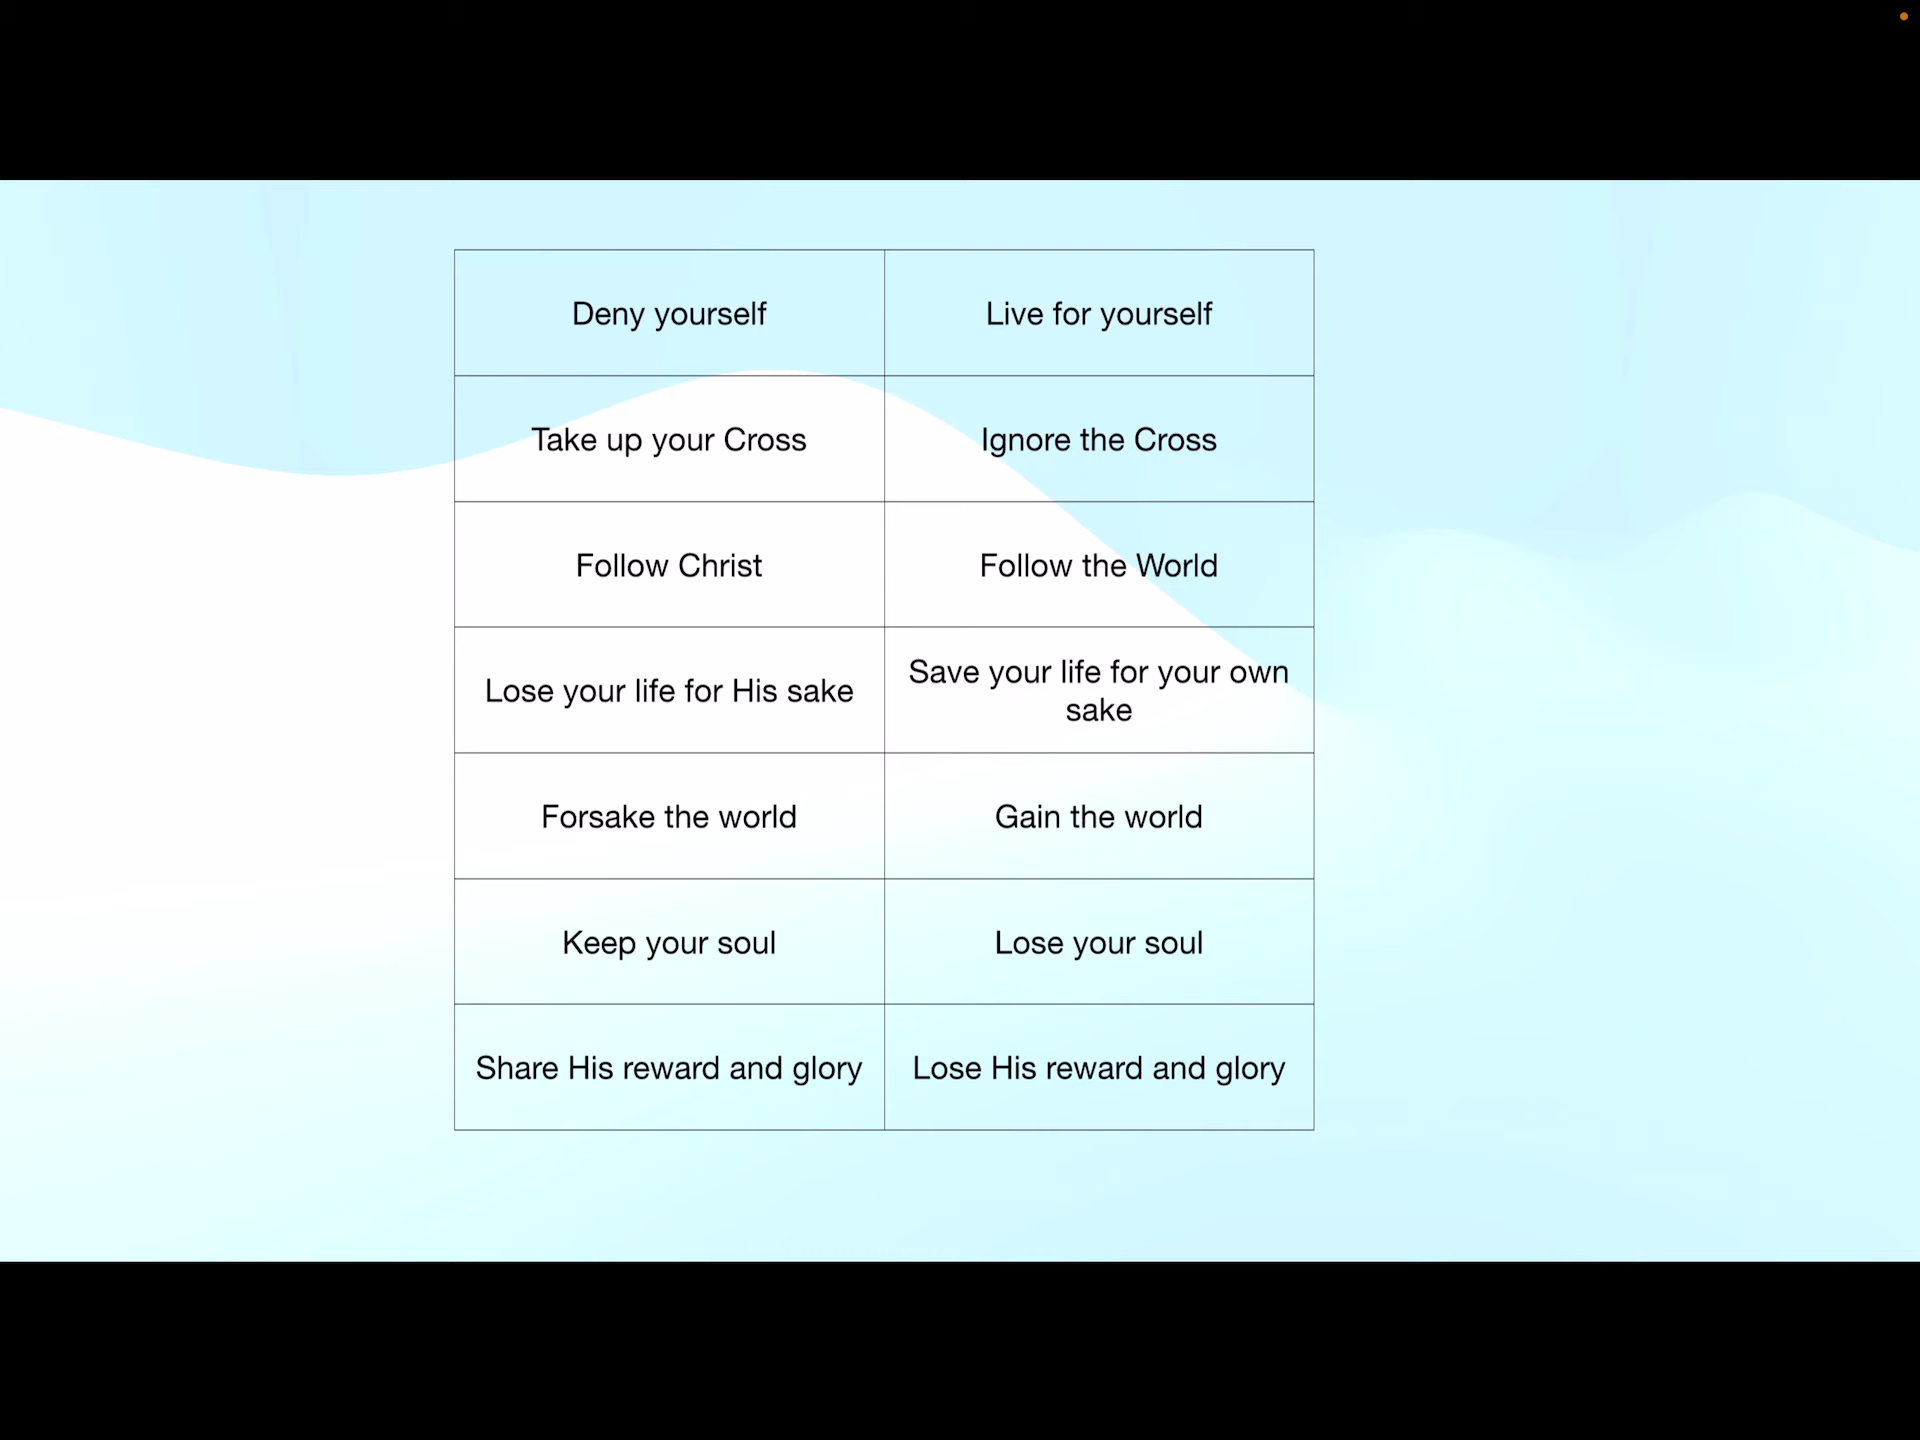 Deny yourself
Live for yourself
Take up your Cross
Ignore the Cross
Follow Christ
Follow the World
Lose your life for His sake
Save your life for your own
sake
Forsake the world
Gain the world
Keep your soul
Lose your soul
Share His reward and glory
Lose His reward and glory